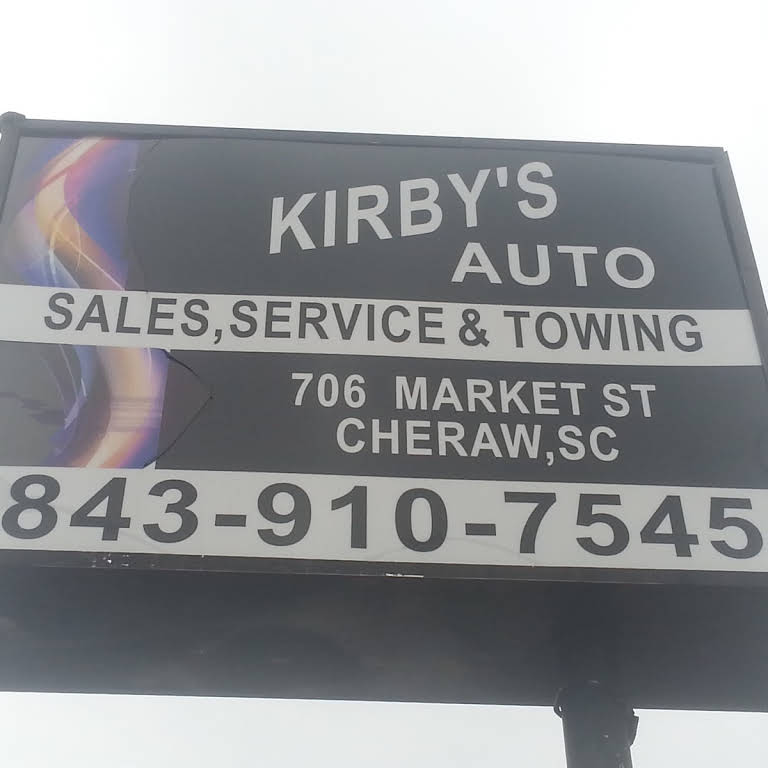 KIRBY'S
AUTO
SALES,SERVICE & TOWING
706 MARKET ST
CHERAW,SC
843-910-7545